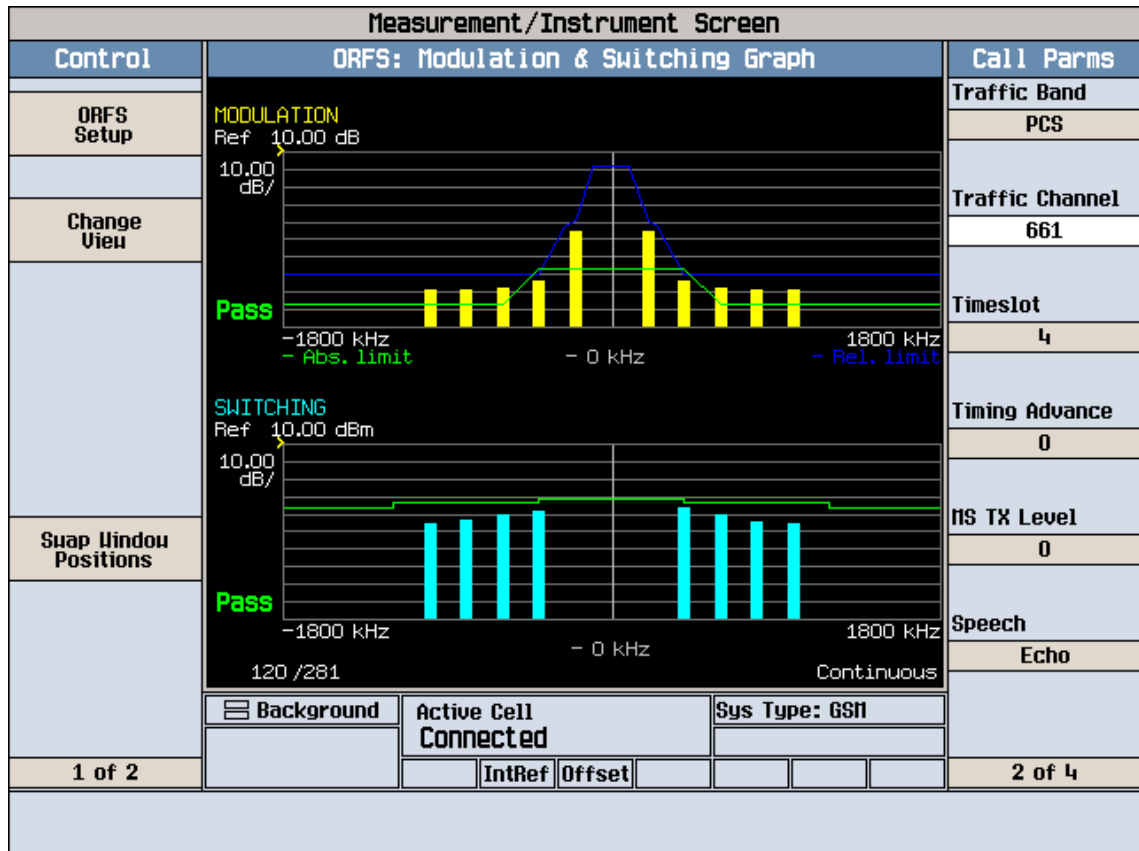 Measurement/Instrument Screen
Control
ORFS: Modulation & Switching Graph
Call Parms
ORFS
Setup
Change
View
Swap Window
Positions
1 of 2
MODULATION
Ref 10.00 dB
10.00
dB/
Pass
-1800 kHz
1800 kHz
- Abs. limit
- 0 kHz
- Rel. limit
SWITCHING
Ref 10.00 dBm
10.00
dB/
Pass
-1800 kHz
1800 kHz
- 0 kHz
120 /281
Continuous
Background
Active Cell
Connected
Sys Type: GSM
IntRef
Offset
Traffic Band
PCS
Traffic Channel
661
Timeslot
4
Timing Advance
0
MS TX Level
0
Speech
Echo
2 of 4